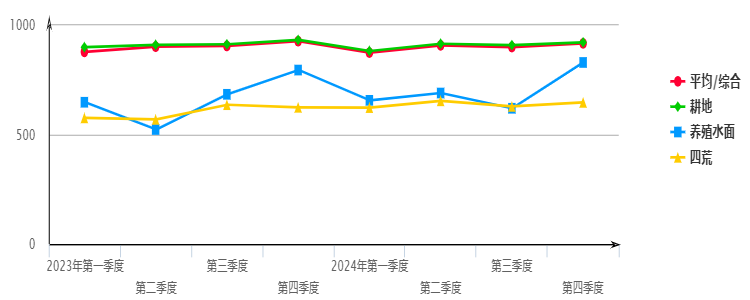 1000
500
0
2023年第一季度
第二季度
第三季度
第四季度
2024年第一季度
第二季度
第三季度
第四季度
平均/综合
耕地
养殖水面
四荒